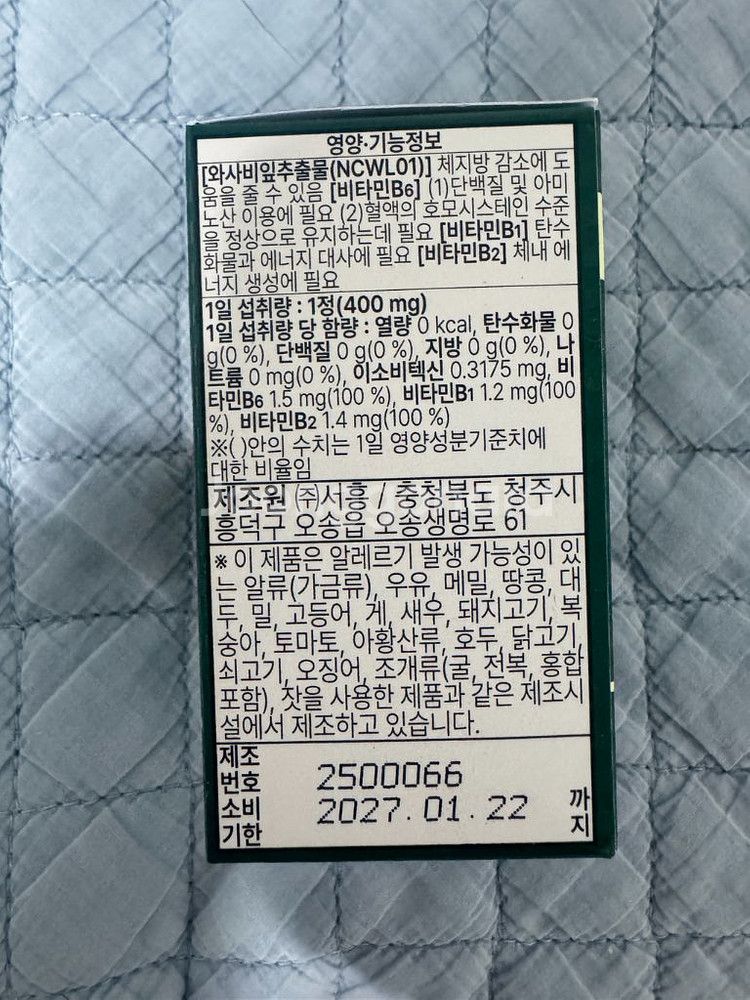 영양·기능정보
[와사비잎추출물(NCWL01)] 체지방 감소에 도
움을 줄 수 있음 [비타민B6] (1)단백질 및 아미
노산 이용에 필요 (2)혈액의 호모시스테인 수준
을 정상으로 유지하는데 필요 [비타민B1] 탄수
화물과 에너지 대사에 필요 [비타민B2] 체내 에
너지 생성에 필요
1일 섭취량 : 1정(400 mg)
1일 섭취량 당 함량 : 열량 0 kcal, 탄수화물 0
g(0 %), 단백질 0 g(0 %), 지방 0 g(0 %), 나
트륨 0 mg(0 %), 이소비텍신 0.3175 mg, 비
타민B6 1.5 mg(100 %), 비타민B1 1.2 mg(100
%), 비타민B2 1.4 mg(100 %)
※( )안의 수치는 1일 영양성분기준치에
대한 비율임
제조원 ㈜서흥 / 충청북도 청주시
흥덕구 오송읍 오송생명로 61
※ 이 제품은 알레르기 발생 가능성이 있
는 알류(가금류), 우유, 메밀, 땅콩, 대
두, 밀, 고등어, 게, 새우, 돼지고기, 복
숭아, 토마토, 아황산류, 호두, 닭고기,
쇠고기, 오징어, 조개류(굴, 전복, 홍합
포함), 잣을 사용한 제품과 같은 제조시
설에서 제조하고 있습니다.
제조
번호 2500066
소비 2027.01.22 까
기한 지